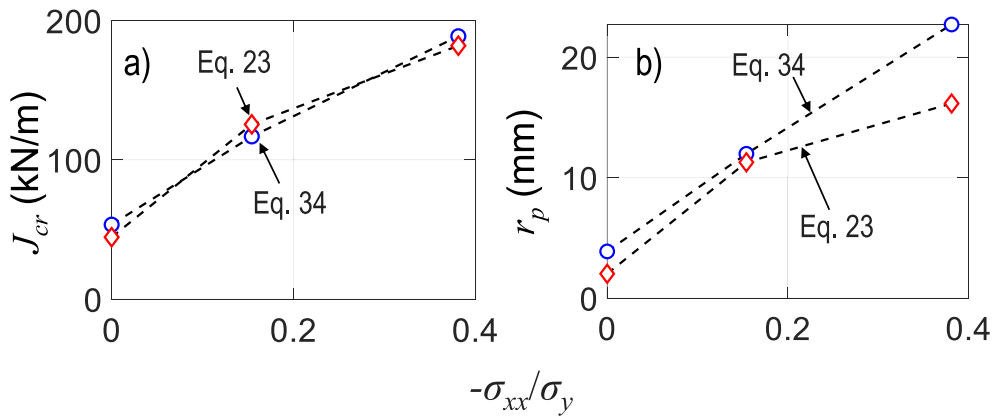 a)
Eq. 23
Eq. 34
J_cr (kN/m)
200
100
0
0
0.2
0.4
b)
Eq. 34
Eq. 23
r_p (mm)
20
10
0
0
0.2
0.4
-σ_xx/σ_y